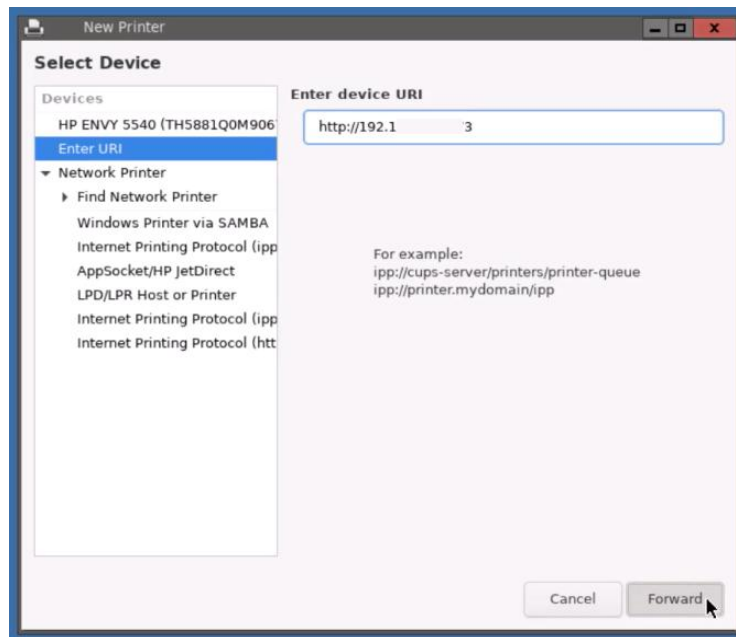 New Printer
Select Device
Devices
HP ENVY 5540 (TH5881Q0M906
Enter URI
Network Printer
Find Network Printer
Windows Printer via SAMBA
Internet Printing Protocol (ipp
AppSocket/HP JetDirect
LPD/LPR Host or Printer
Internet Printing Protocol (ipp
Internet Printing Protocol (htt
Enter device URI
http://192.1 3
For example:
ipp://cups-server/printers/printer-queue
ipp://printer.mydomain/ipp
Cancel
Forward